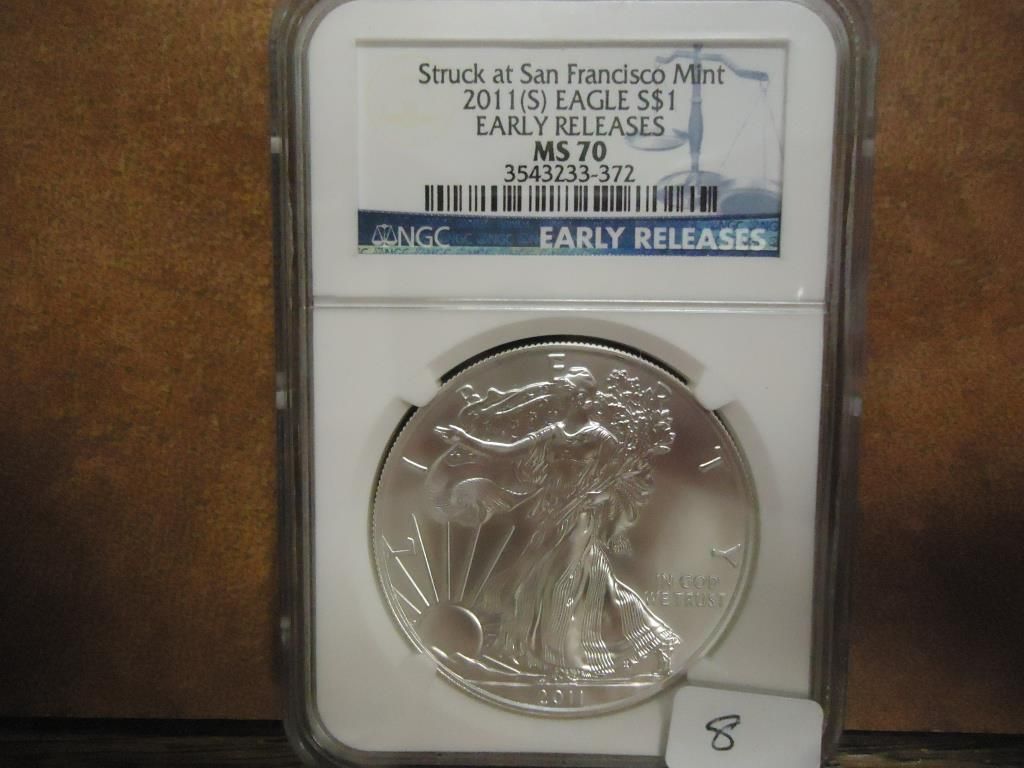 Struck at San Francisco Mint
2011(S) EAGLE S$1
EARLY RELEASES
MS 70
3543233-372
NGC EARLY RELEASES
LIBERTY
IN GOD
WE TRUST
2011
8